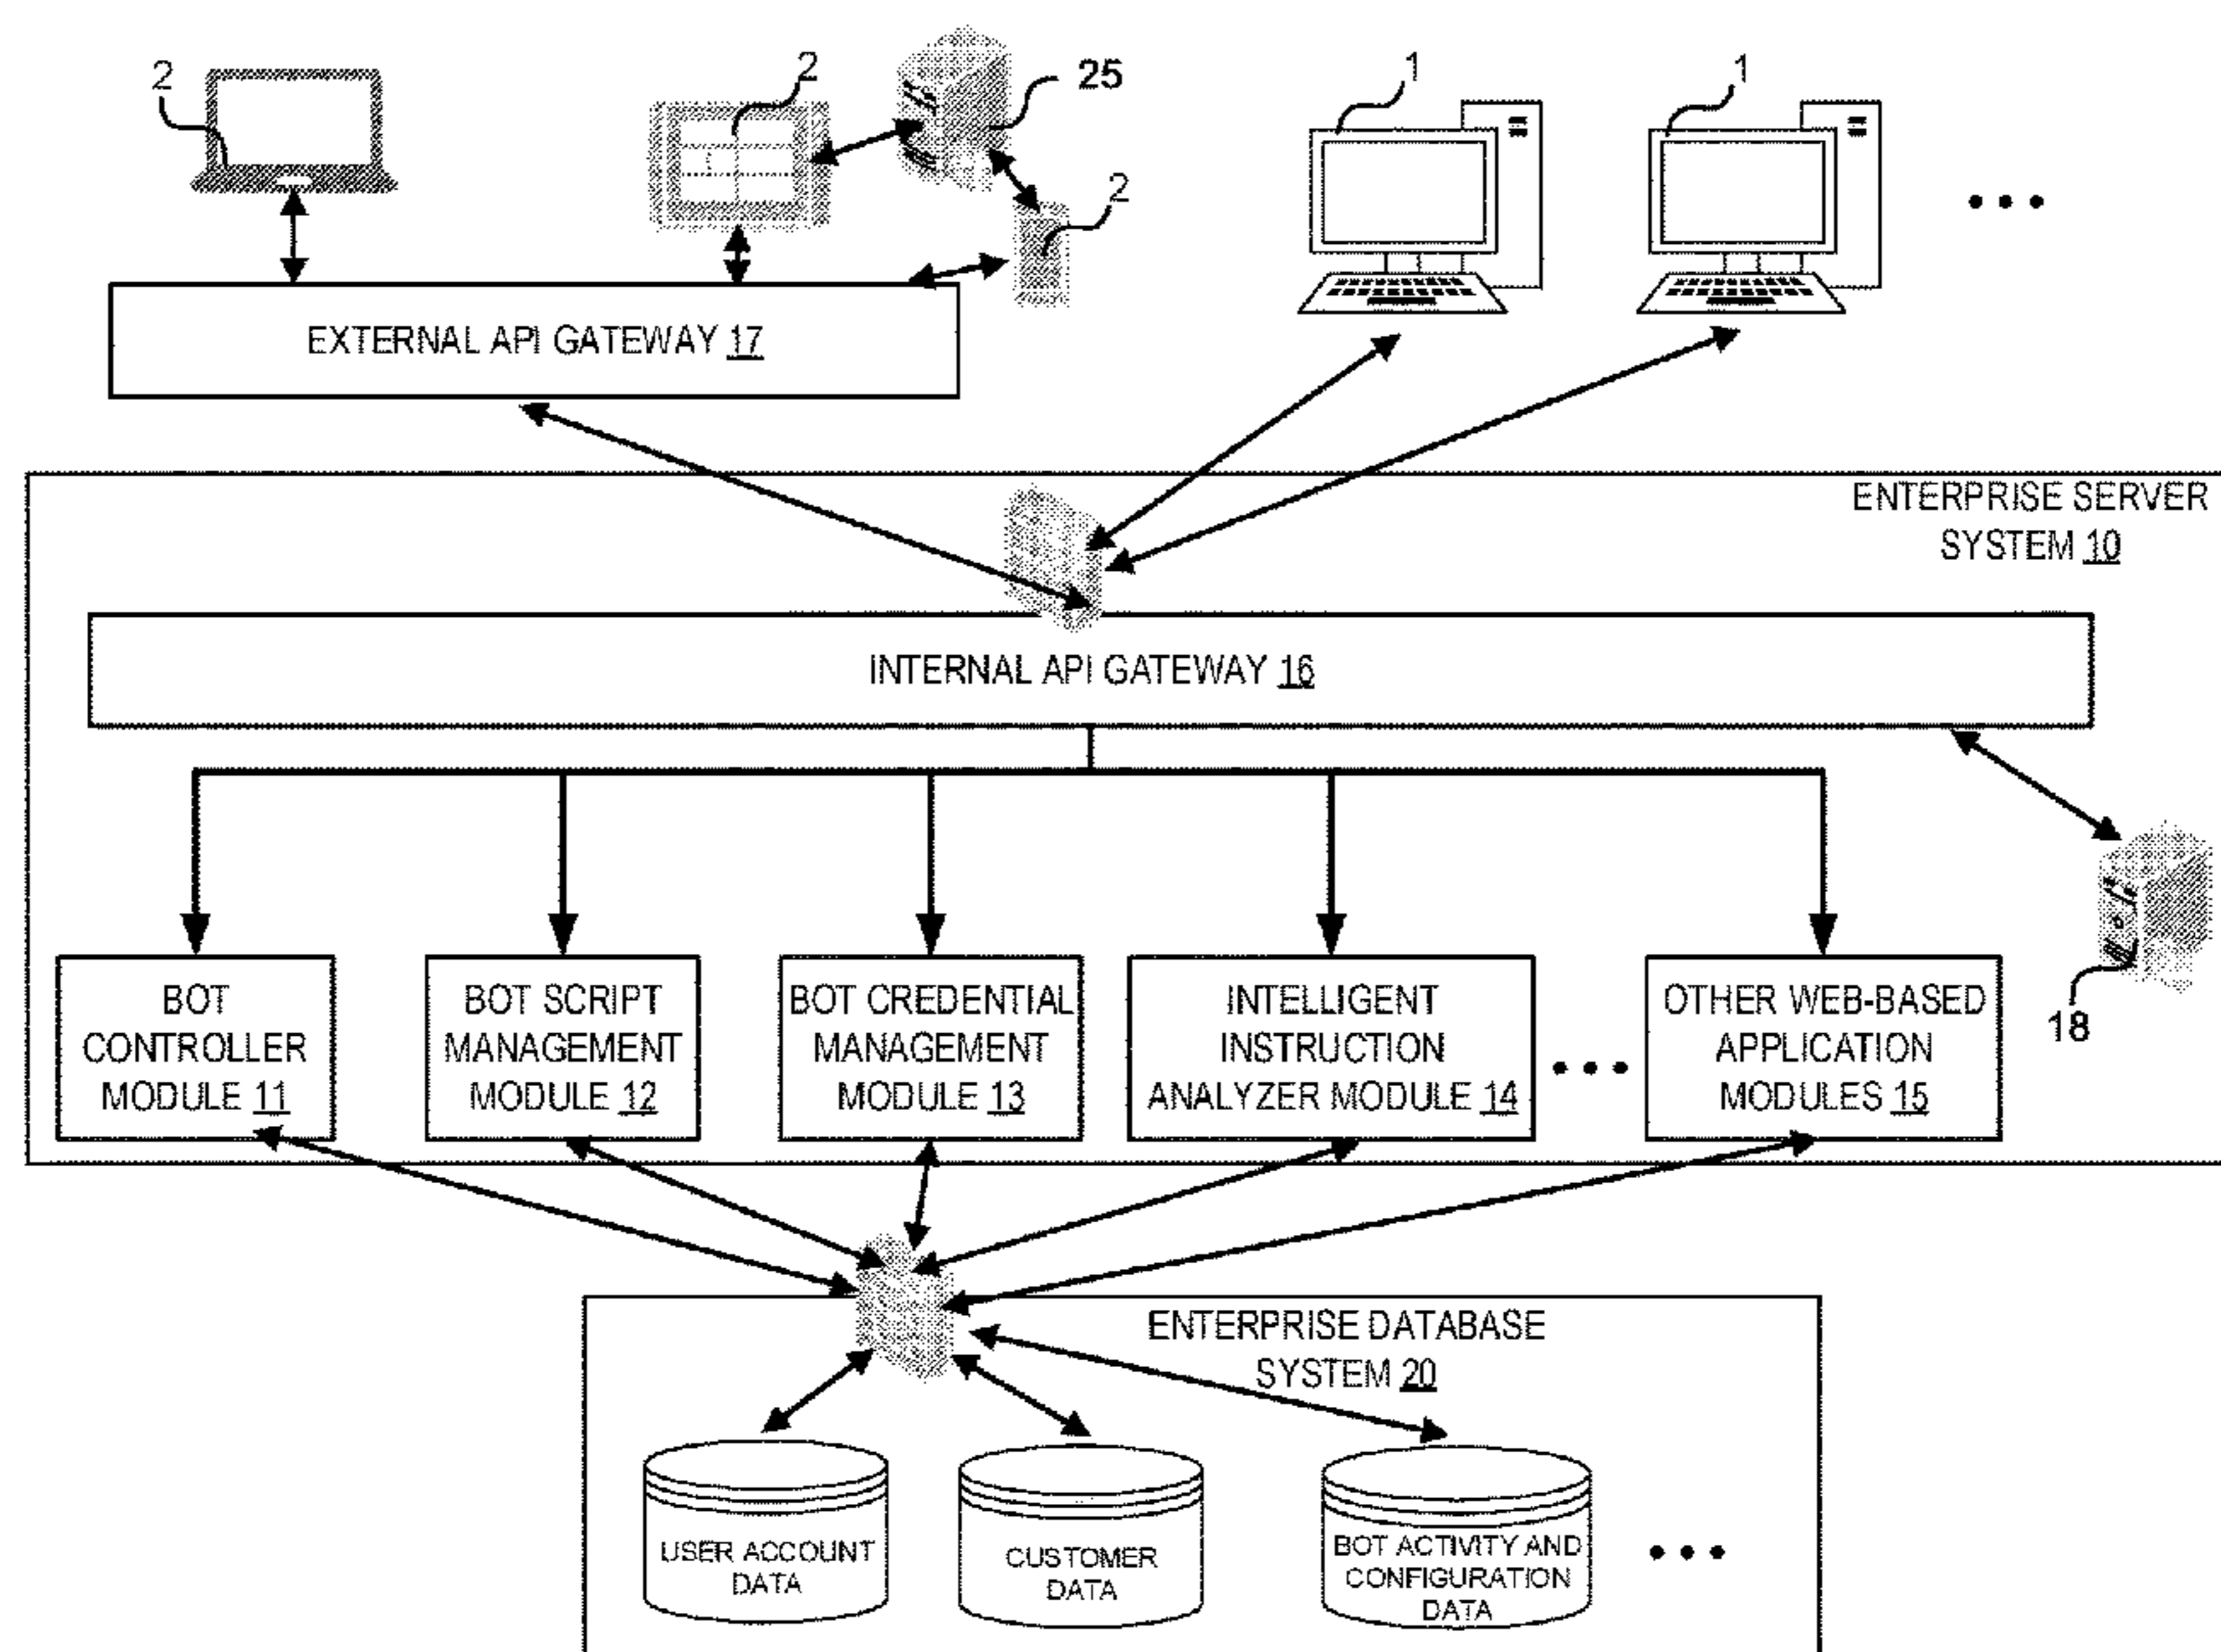 2
2
25
1
1
2
EXTERNAL API GATEWAY 17
ENTERPRISE SERVER
SYSTEM 10
INTERNAL API GATEWAY 16
BOT
CONTROLLER
MODULE 11
BOT SCRIPT
MANAGEMENT
MODULE 12
BOT CREDENTIAL
MANAGEMENT
MODULE 13
INTELLIGENT
INSTRUCTION
ANALYZER MODULE 14
OTHER WEB-BASED
APPLICATION
MODULES 15
18
ENTERPRISE DATABASE
SYSTEM 20
USER ACCOUNT
DATA
CUSTOMER
DATA
BOT ACTIVITY AND
CONFIGURATION
DATA